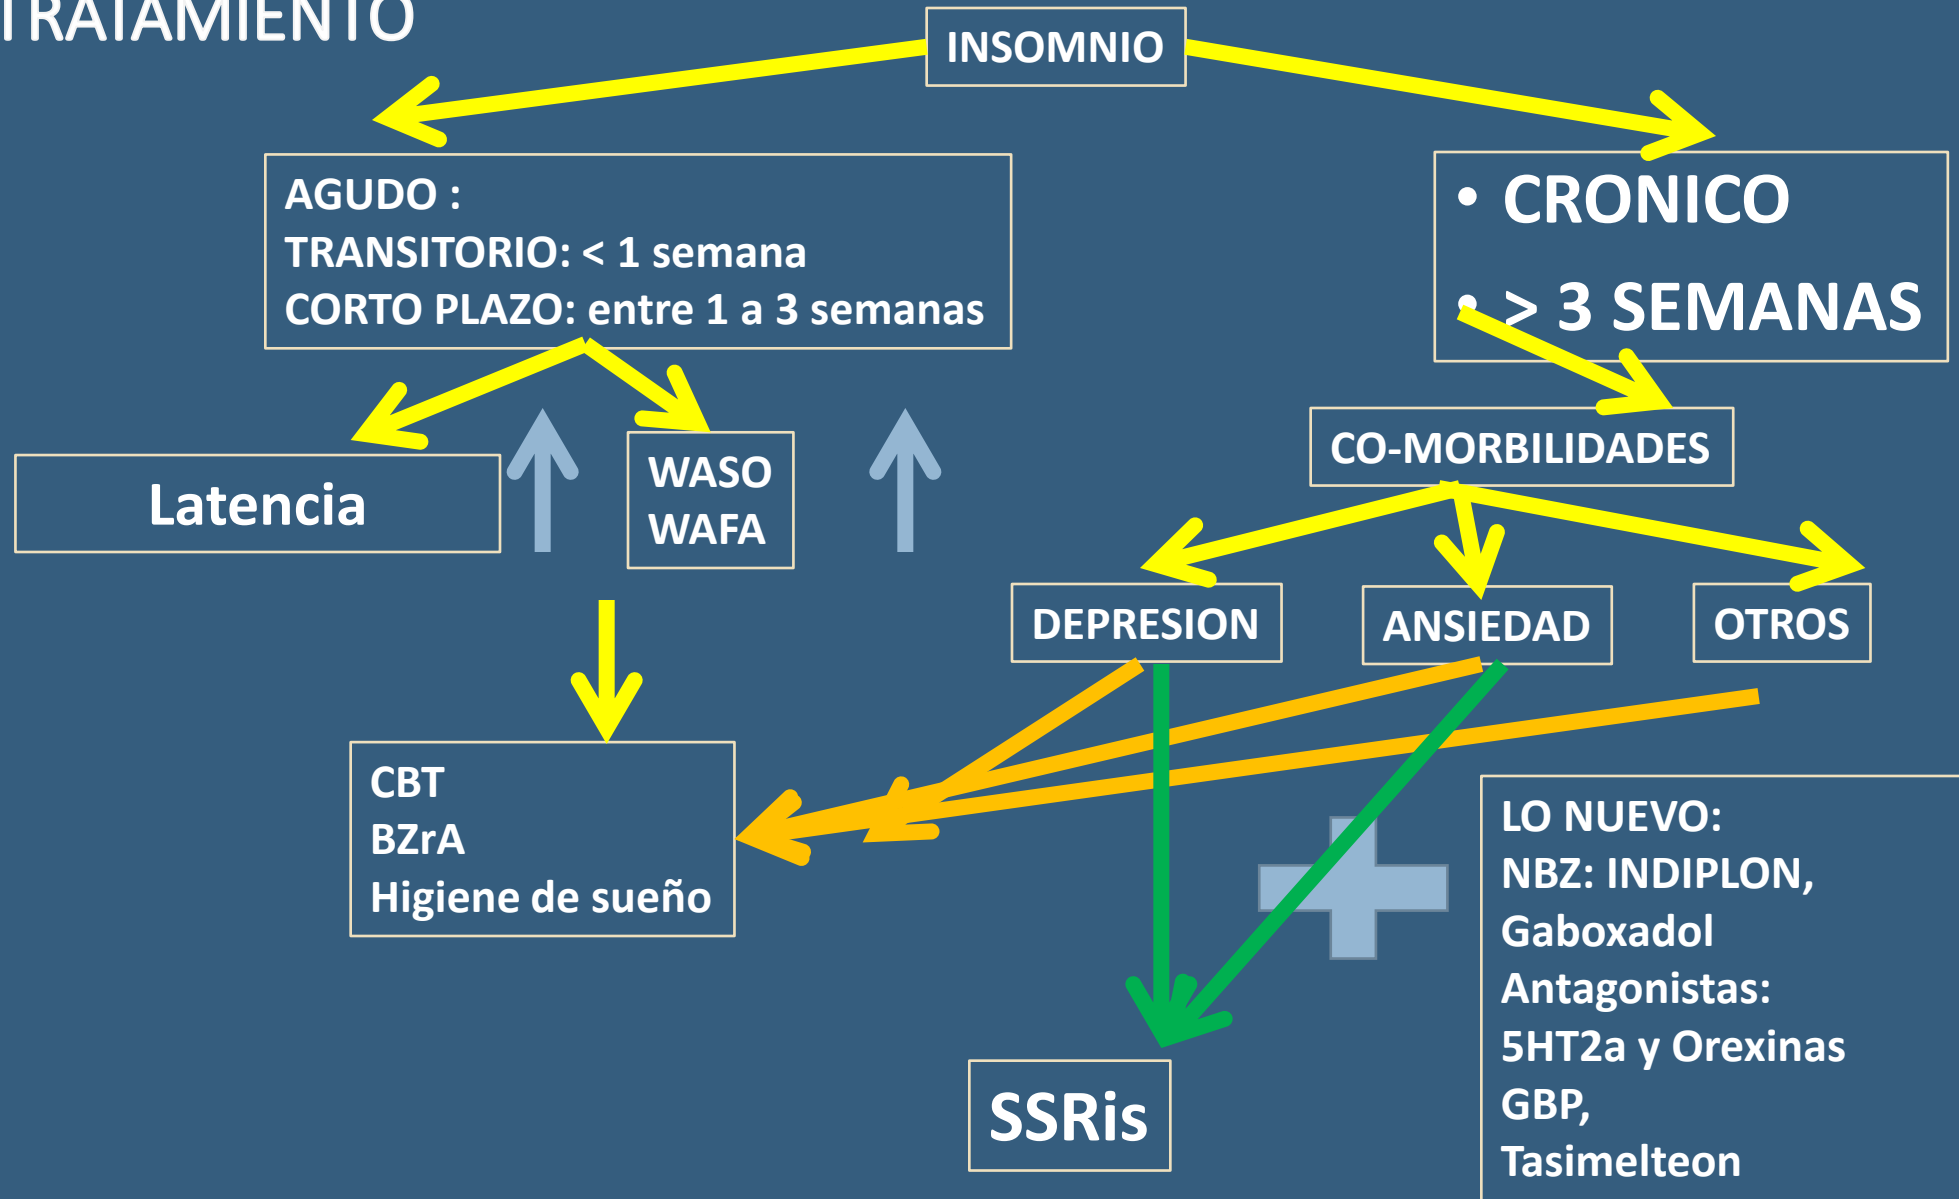 TRATAMIENTO
INSOMNIO
AGUDO :
TRANSITORIO: < 1 semana
CORTO PLAZO: entre 1 a 3 semanas
• CRONICO
• > 3 SEMANAS
Latencia
WASO
WAFA
CO-MORBILIDADES
DEPRESION
ANSIEDAD
OTROS
CBT
BZrA
Higiene de sueño
SSRis
LO NUEVO:
NBZ: INDIPLON,
Gaboxadol
Antagonistas:
5HT2a y Orexinas
GBP,
Tasimelteon